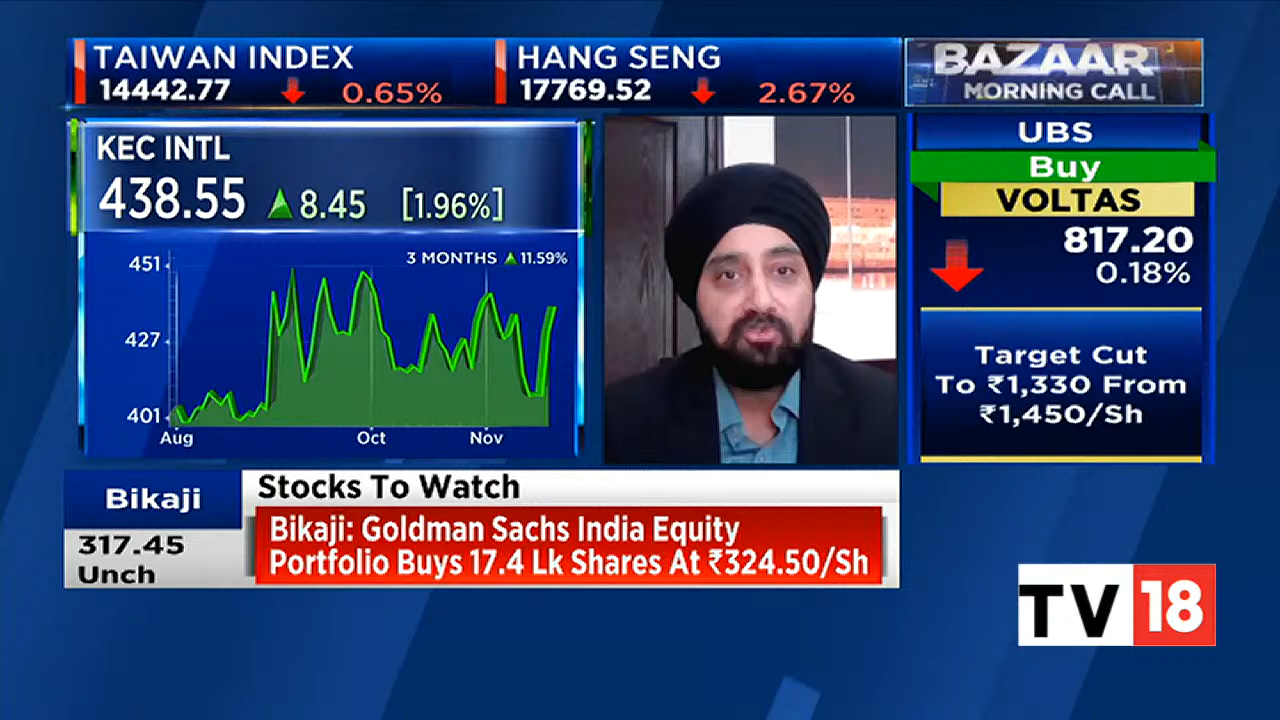 TAIWAN INDEX
14442.77 0.65%
HANG SENG
17769.52 2.67%
BAZAAR
MORNING CALL
KEC INTL
438.55 8.45 [1.96%]
3 MONTHS 11.59%
451
427
401
Aug Oct Nov
UBS
Buy
VOLTAS
817.20
0.18%
Target Cut
To ₹1,330 From
₹1,450/Sh
Bikaji
317.45
Unch
Stocks To Watch
Bikaji: Goldman Sachs India Equity
Portfolio Buys 17.4 Lk Shares At ₹324.50/Sh
TV18